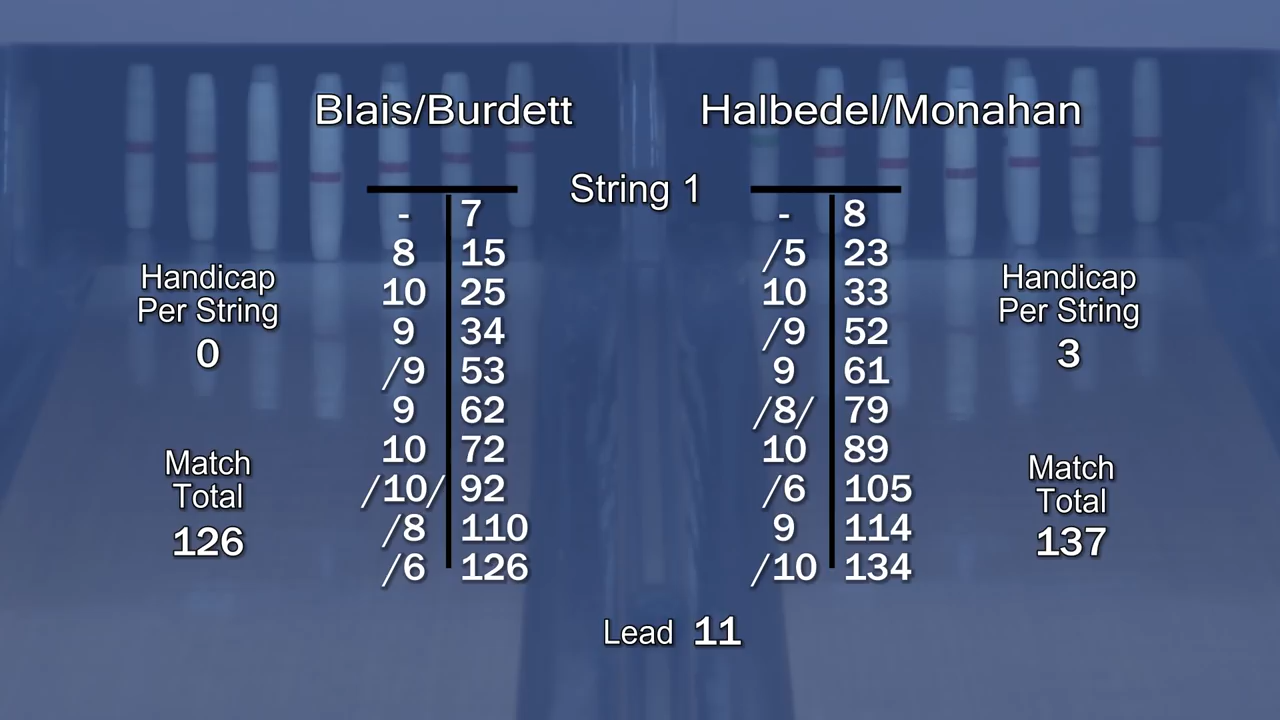 Blais/Burdett Halbedel/Monahan
String 1
- 7 - 8
8 15 /5 23
10 25 10 33
9 34 /9 52
/9 53 9 61
9 62 /8/ 79
10 72 10 89
/10/ 92 /6 105
/8 110 9 114
/6 126 /10 134
Handicap
Per String
0
Match
Total
126
Handicap
Per String
3
Match
Total
137
Lead 11